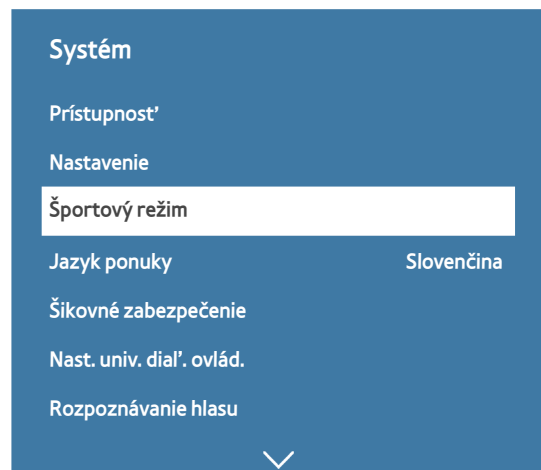 Systém
Prístupnosť
Nastavenie
Športový režim
Jazyk ponuky Slovenčina
Šikovné zabezpečenie
Nast. univ. diaľ. ovlád.
Rozpoznávanie hlasu